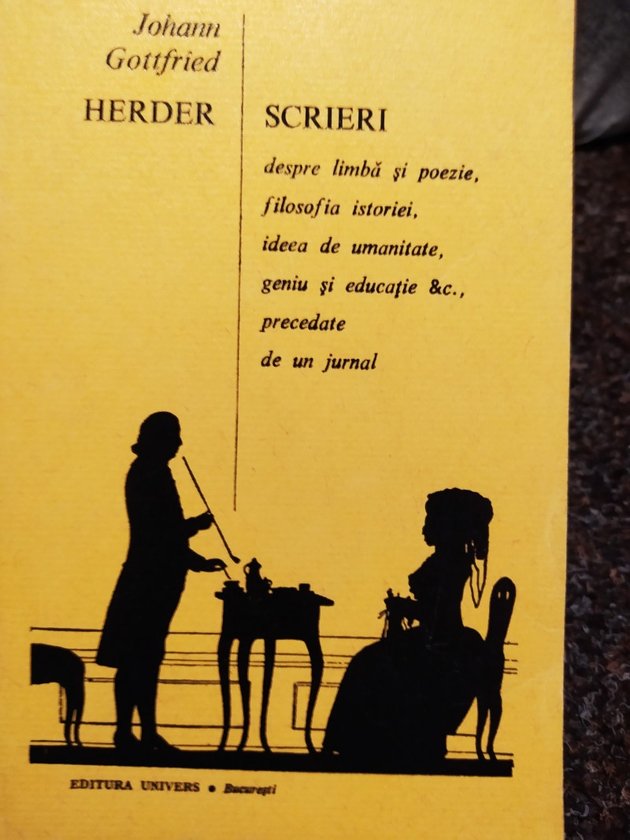 Johann
Gottfried
HERDER
SCRIERI
despre limbă și poezie,
filosofia istoriei,
ideea de umanitate,
geniu și educație &c.,
precedate
de un jurnal
EDITURA UNIVERS • București